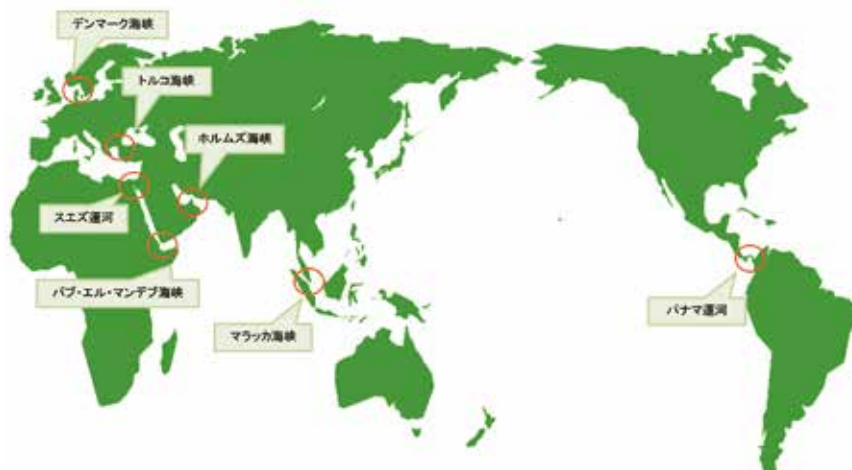 デンマーク海峡
トルコ海峡
ホルムズ海峡
スエズ運河
バブ・エル・マンデブ海峡
マラッカ海峡
パナマ運河